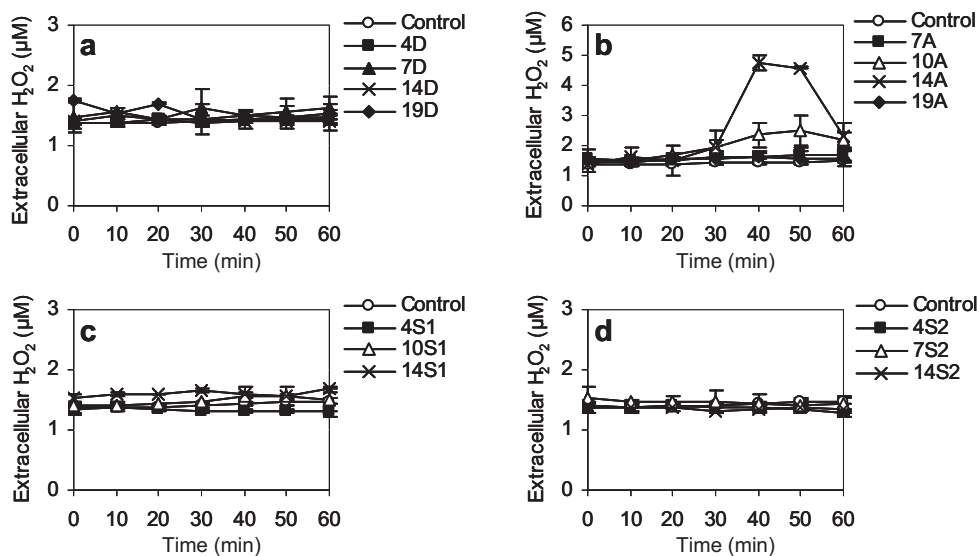 a
Extracellular H₂O₂ (µM)
3
2
1
0
0 10 20 30 40 50 60
Time (min)
Control
4D
7D
14D
19D
b
Extracellular H₂O₂ (µM)
6
5
4
3
2
1
0
0 10 20 30 40 50 60
Time (min)
Control
7A
10A
14A
19A
c
Extracellular H₂O₂ (µM)
3
2
1
0
0 10 20 30 40 50 60
Time (min)
Control
4S1
10S1
14S1
d
Extracellular H₂O₂ (µM)
3
2
1
0
0 10 20 30 40 50 60
Time (min)
Control
4S2
7S2
14S2